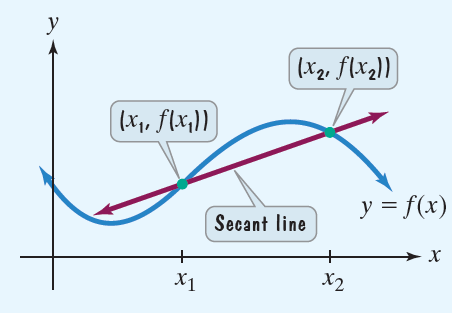 y
(x₂, f(x₂))
(x₁, f(x₁))
y = f(x)
Secant line
x
x₁
x₂